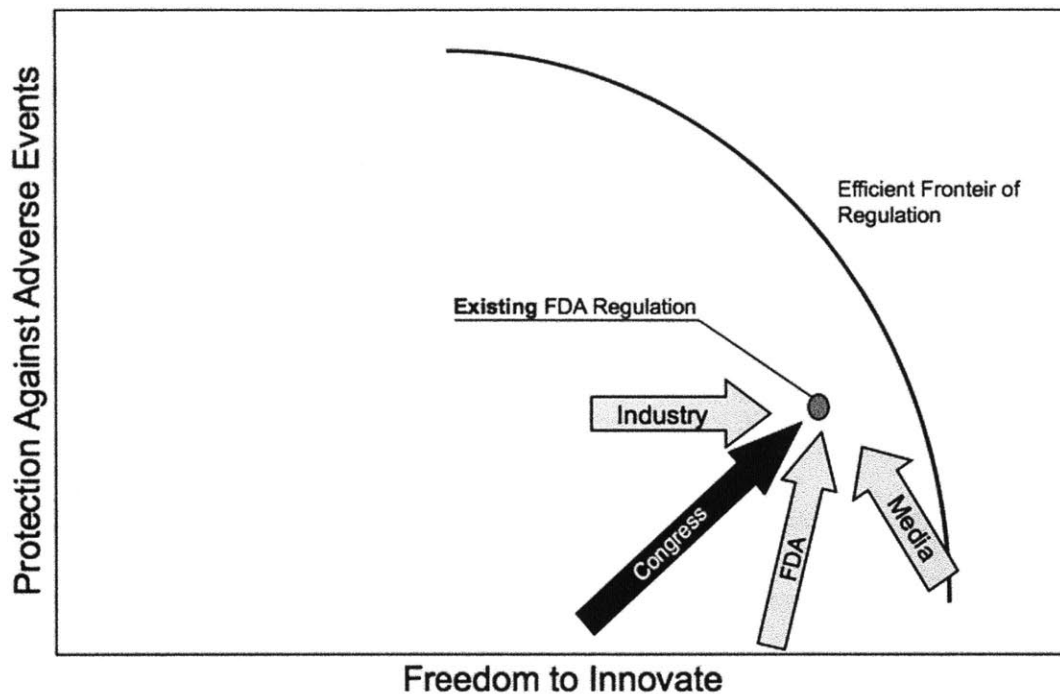 Protection Against Adverse Events
Efficient Fronteir of
Regulation
Existing FDA Regulation
Industry
Congress
FDA
Media
Freedom to Innovate